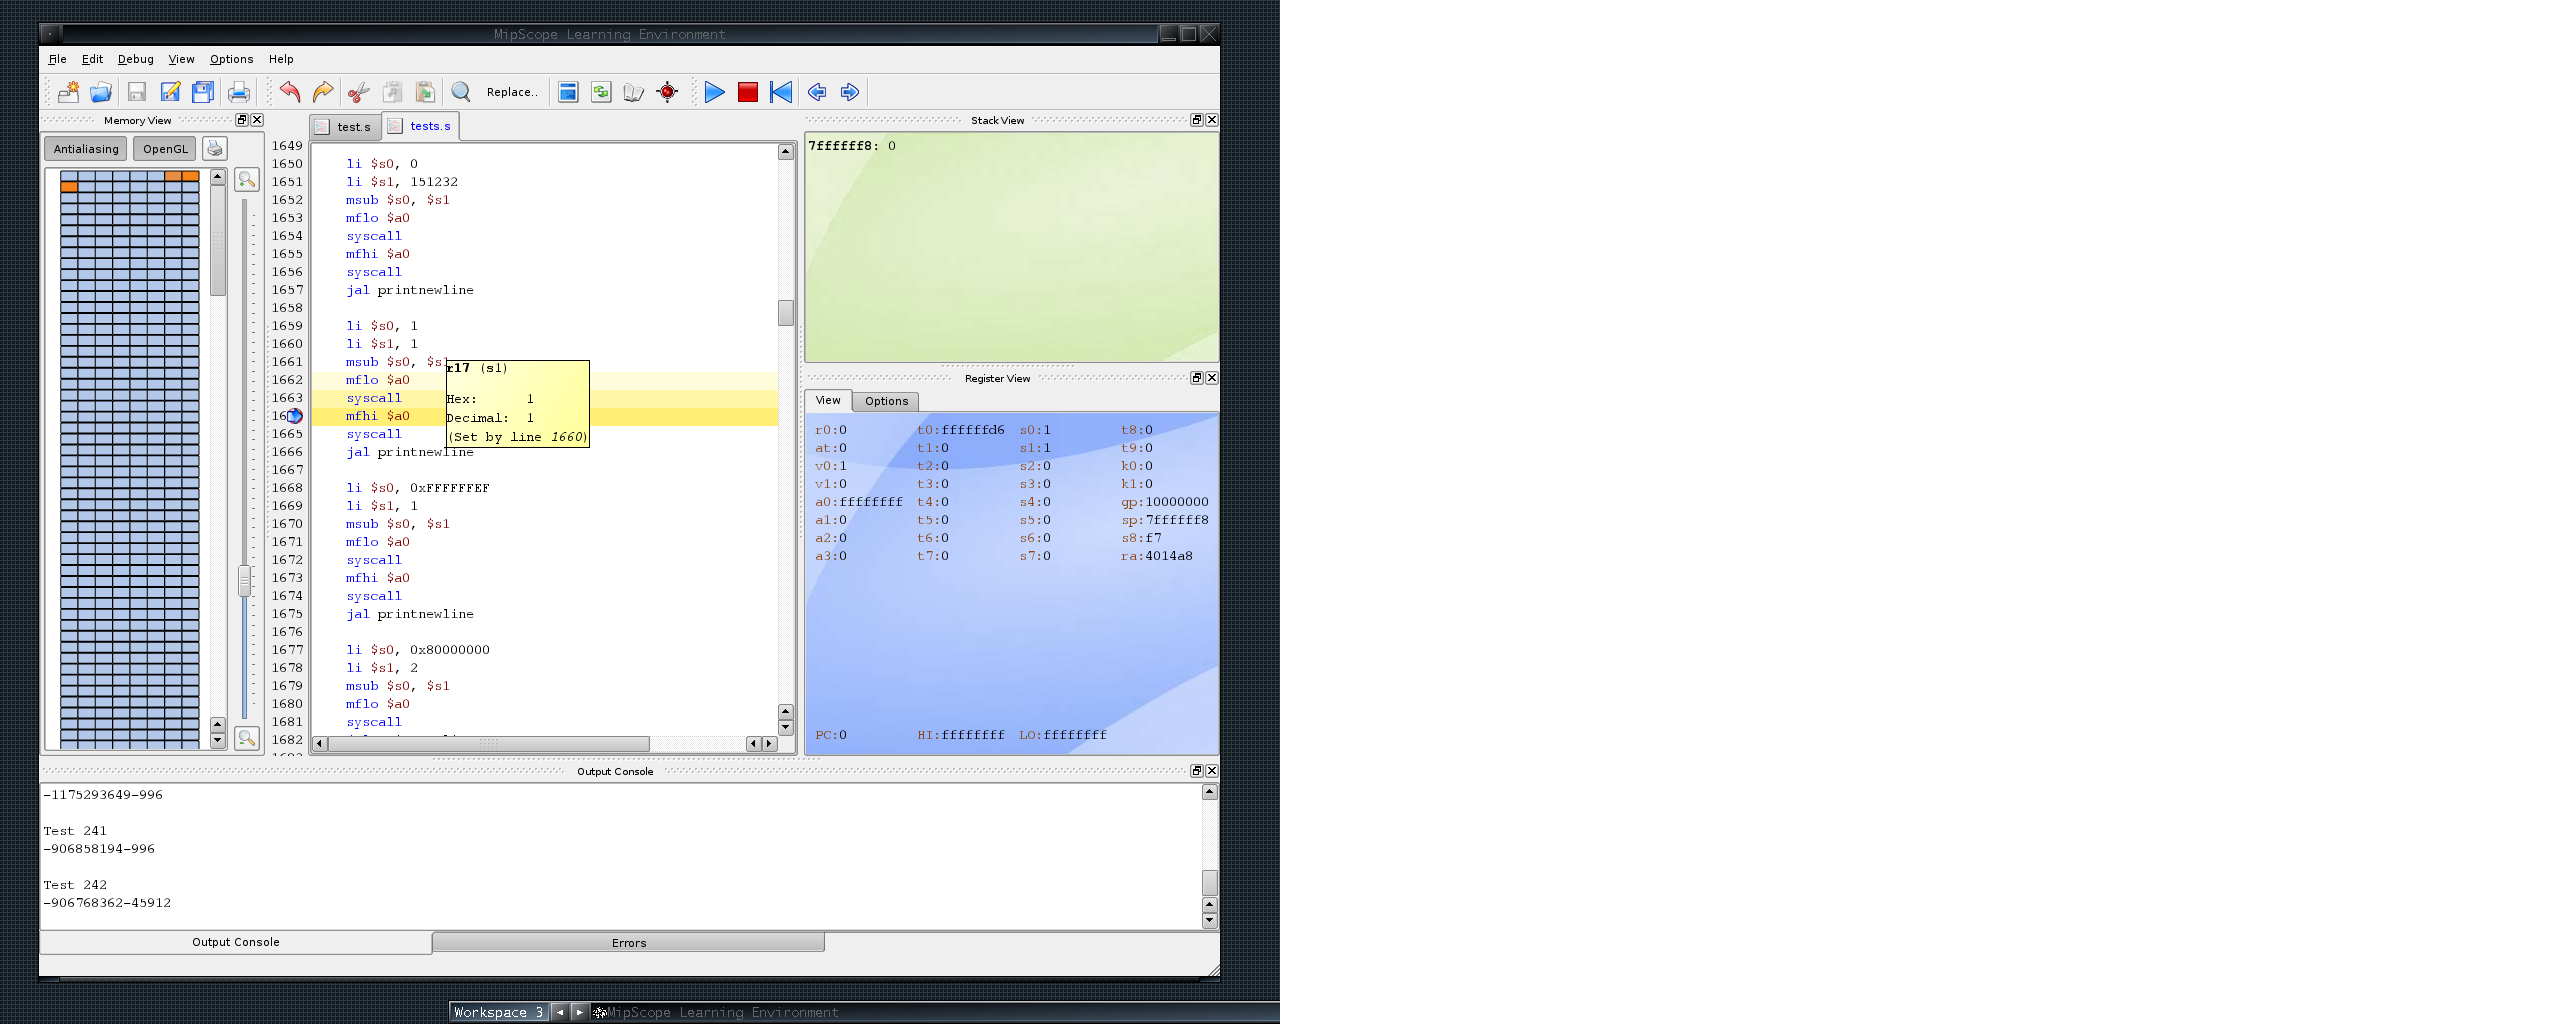 MipScope Learning Environment
File Edit Debug View Options Help
Replace..
Memory View
Antialiasing OpenGL
test.s tests.s
1649
1650 li $s0, 0
1651 li $s1, 151232
1652 msub $s0, $s1
1653 mflo $a0
1654 syscall
1655 mfhi $a0
1656 syscall
1657 jal printnewline
1658
1659 li $s0, 1
1660 li $s1, 1
1661 msub $s0, $s1
1662 mflo $a0
1663 syscall
166 mfhi $a0
1665 syscall
1666 jal printnewline
1667
1668 li $s0, 0xFFFFFFEF
1669 li $s1, 1
1670 msub $s0, $s1
1671 mflo $a0
1672 syscall
1673 mfhi $a0
1674 syscall
1675 jal printnewline
1676
1677 li $s0, 0x80000000
1678 li $s1, 2
1679 msub $s0, $s1
1680 mflo $a0
1681 syscall
1682
r17 (s1)
Hex: 1
Decimal: 1
(Set by line 1660)
Stack View
7ffffff8: 0
Register View
View Options
r0:0 t0:ffffffd6 s0:1 t8:0
at:0 t1:0 s1:1 t9:0
v0:1 t2:0 s2:0 k0:0
v1:0 t3:0 s3:0 k1:0
a0:ffffffff t4:0 s4:0 gp:10000000
a1:0 t5:0 s5:0 sp:7ffffff8
a2:0 t6:0 s6:0 s8:f7
a3:0 t7:0 s7:0 ra:4014a8
PC:0 HI:ffffffff LO:ffffffff
Output Console
-1175293649-996
Test 241
-906858194-996
Test 242
-906768362-45912
Output Console Errors
Workspace 3 MipScope Learning Environment